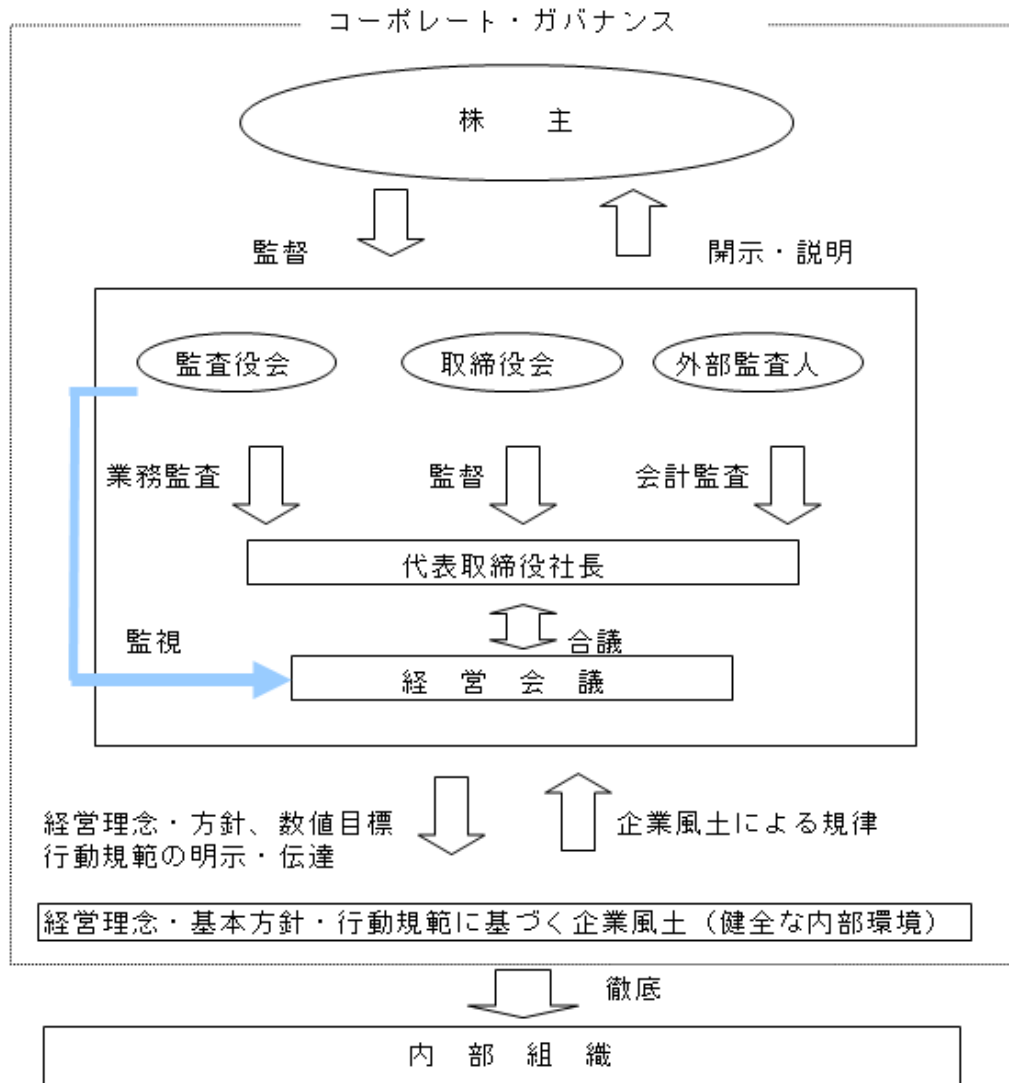 コーポレート・ガバナンス
株 主
監督
開示・説明
監査役会
取締役会
外部監査人
業務監査
監督
会計監査
代表取締役社長
監視
合議
経 営 会 議
経営理念・方針、数値目標
行動規範の明示・伝達
企業風土による規律
経営理念・基本方針・行動規範に基づく企業風土（健全な内部環境）
徹底
内 部 組 織